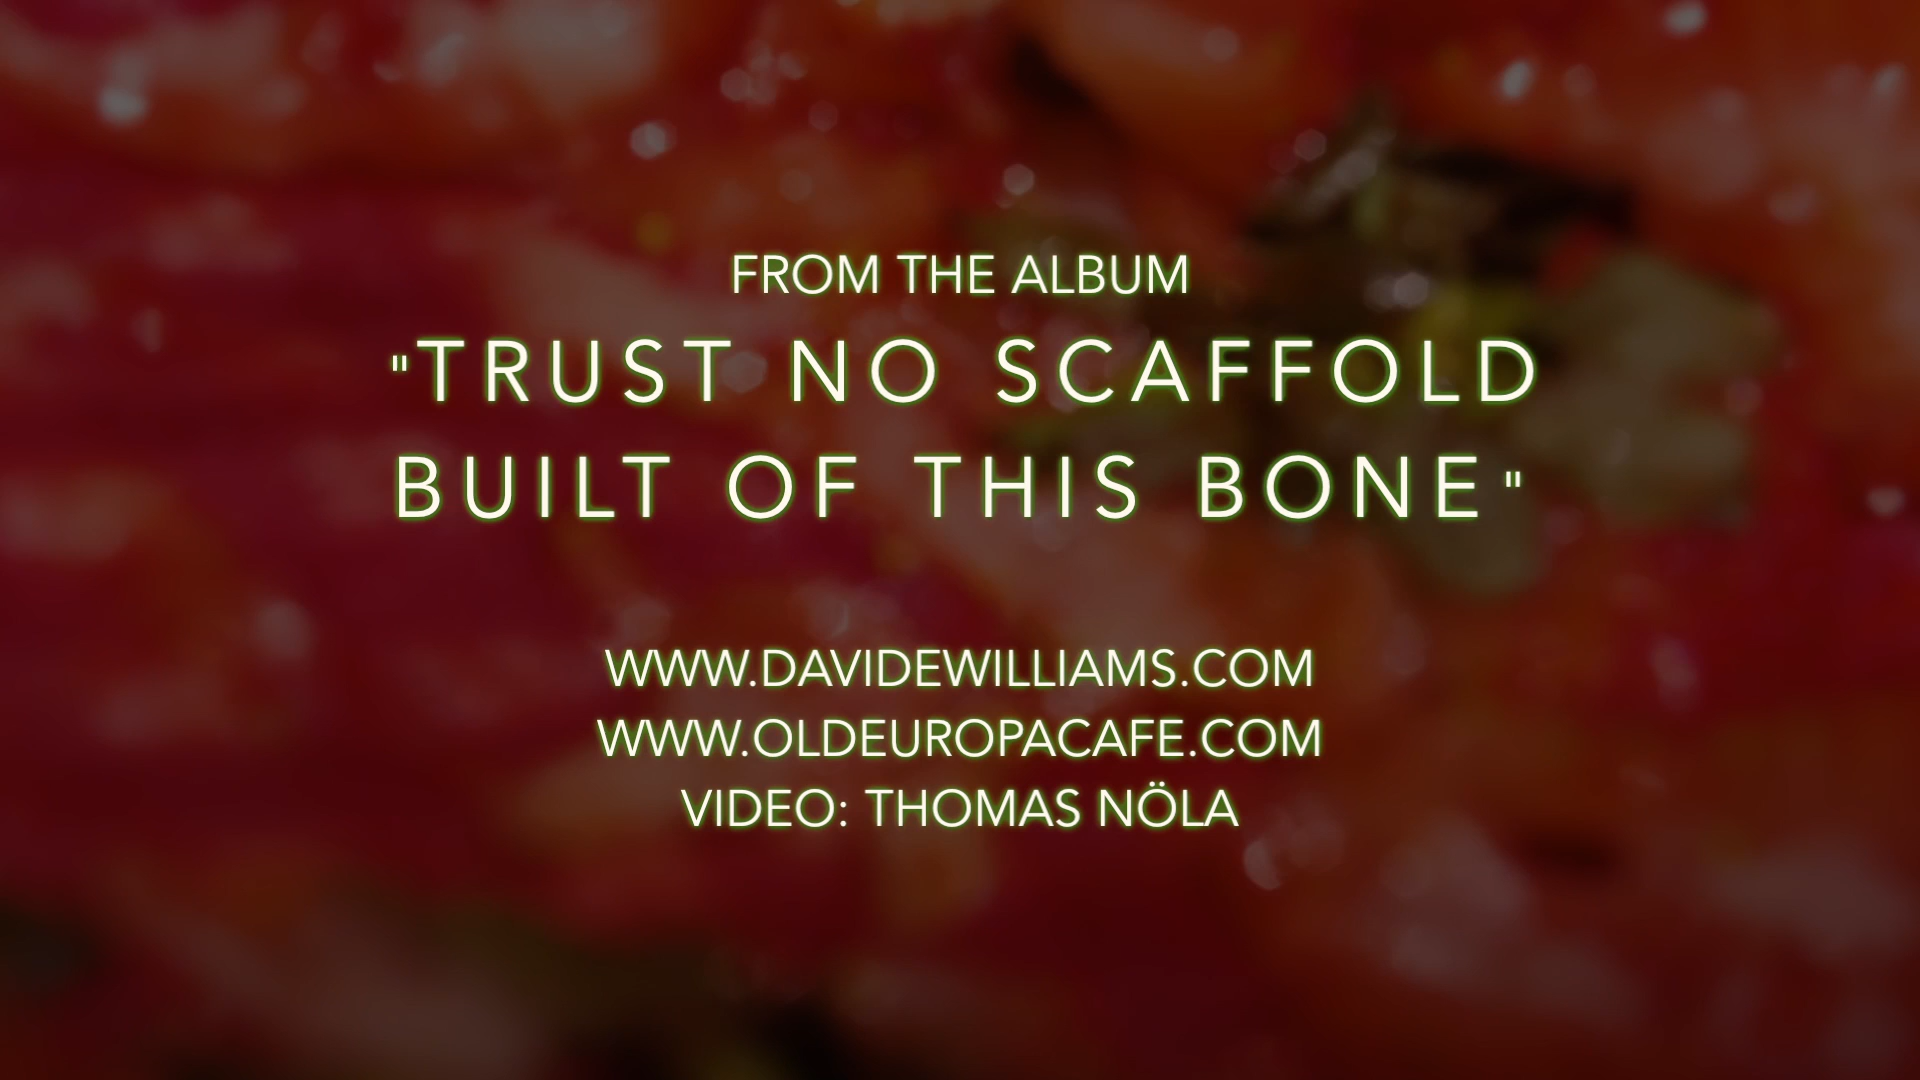 FROM THE ALBUM
"TRUST NO SCAFFOLD
BUILT OF THIS BONE"
WWW.DAVIDEWILLIAMS.COM
WWW.OLDEUROPACAFE.COM
VIDEO: THOMAS NÖLA